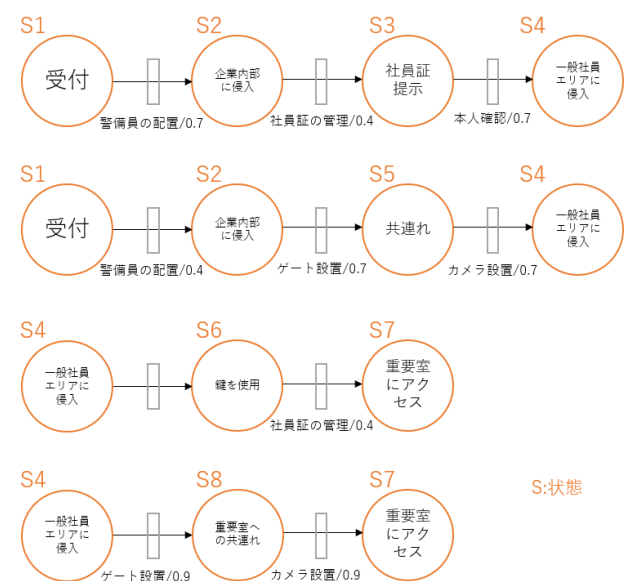 S1
S2
S3
S4
受付
企業内部
に侵入
社員証
提示
一般社員
エリアに
侵入
警備員の配置/0.7
社員証の管理/0.4
本人確認/0.7
S1
S2
S5
S4
受付
企業内部
に侵入
共連れ
一般社員
エリアに
侵入
警備員の配置/0.4
ゲート設置/0.7
カメラ設置/0.7
S4
S6
S7
一般社員
エリアに
侵入
鍵を使用
重要室
にアク
セス
社員証の管理/0.4
S4
S8
S7
一般社員
エリアに
侵入
重要室へ
の共連れ
重要室
にアク
セス
S:状態
ゲート設置/0.9
カメラ設置/0.9